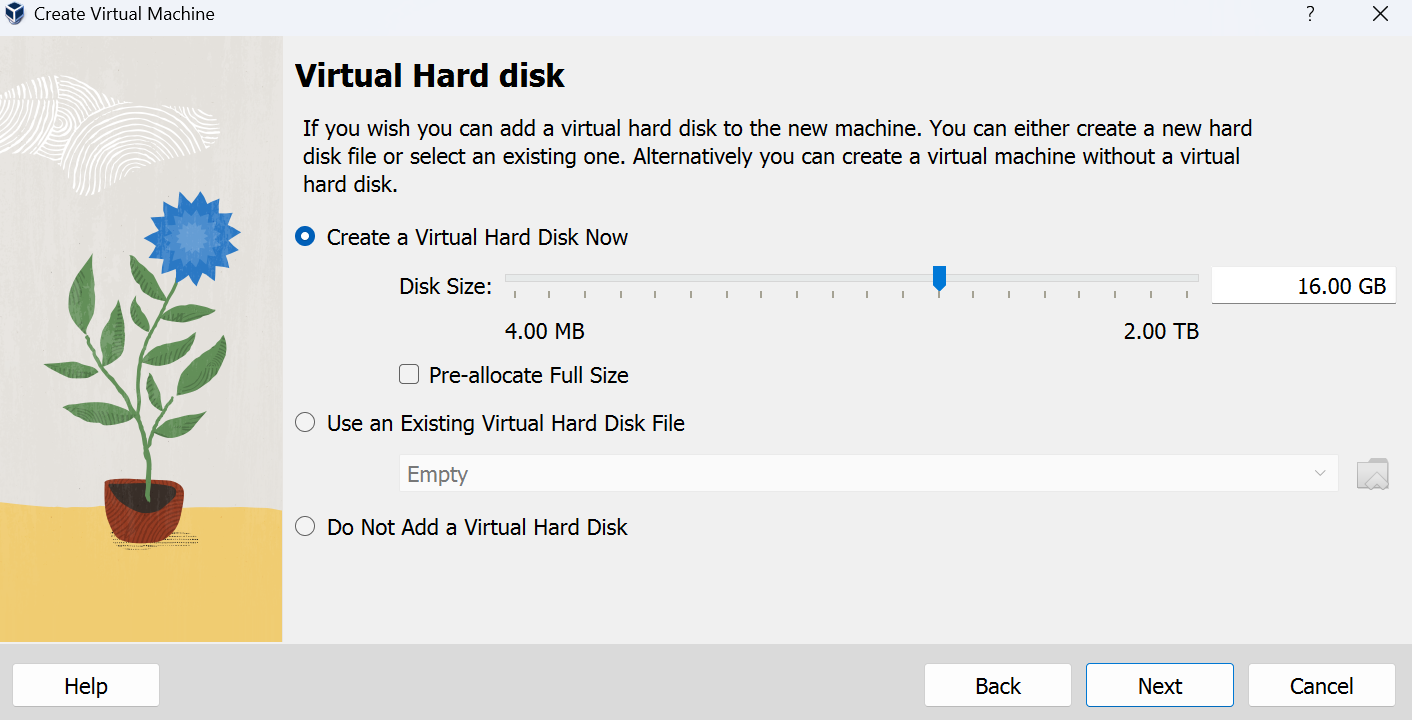 Create Virtual Machine
?
Virtual Hard disk
If you wish you can add a virtual hard disk to the new machine. You can either create a new hard
disk file or select an existing one. Alternatively you can create a virtual machine without a virtual
hard disk.
Create a Virtual Hard Disk Now
Disk Size: 16.00 GB
4.00 MB 2.00 TB
Pre-allocate Full Size
Use an Existing Virtual Hard Disk File
Empty
Do Not Add a Virtual Hard Disk
Help Back Next Cancel